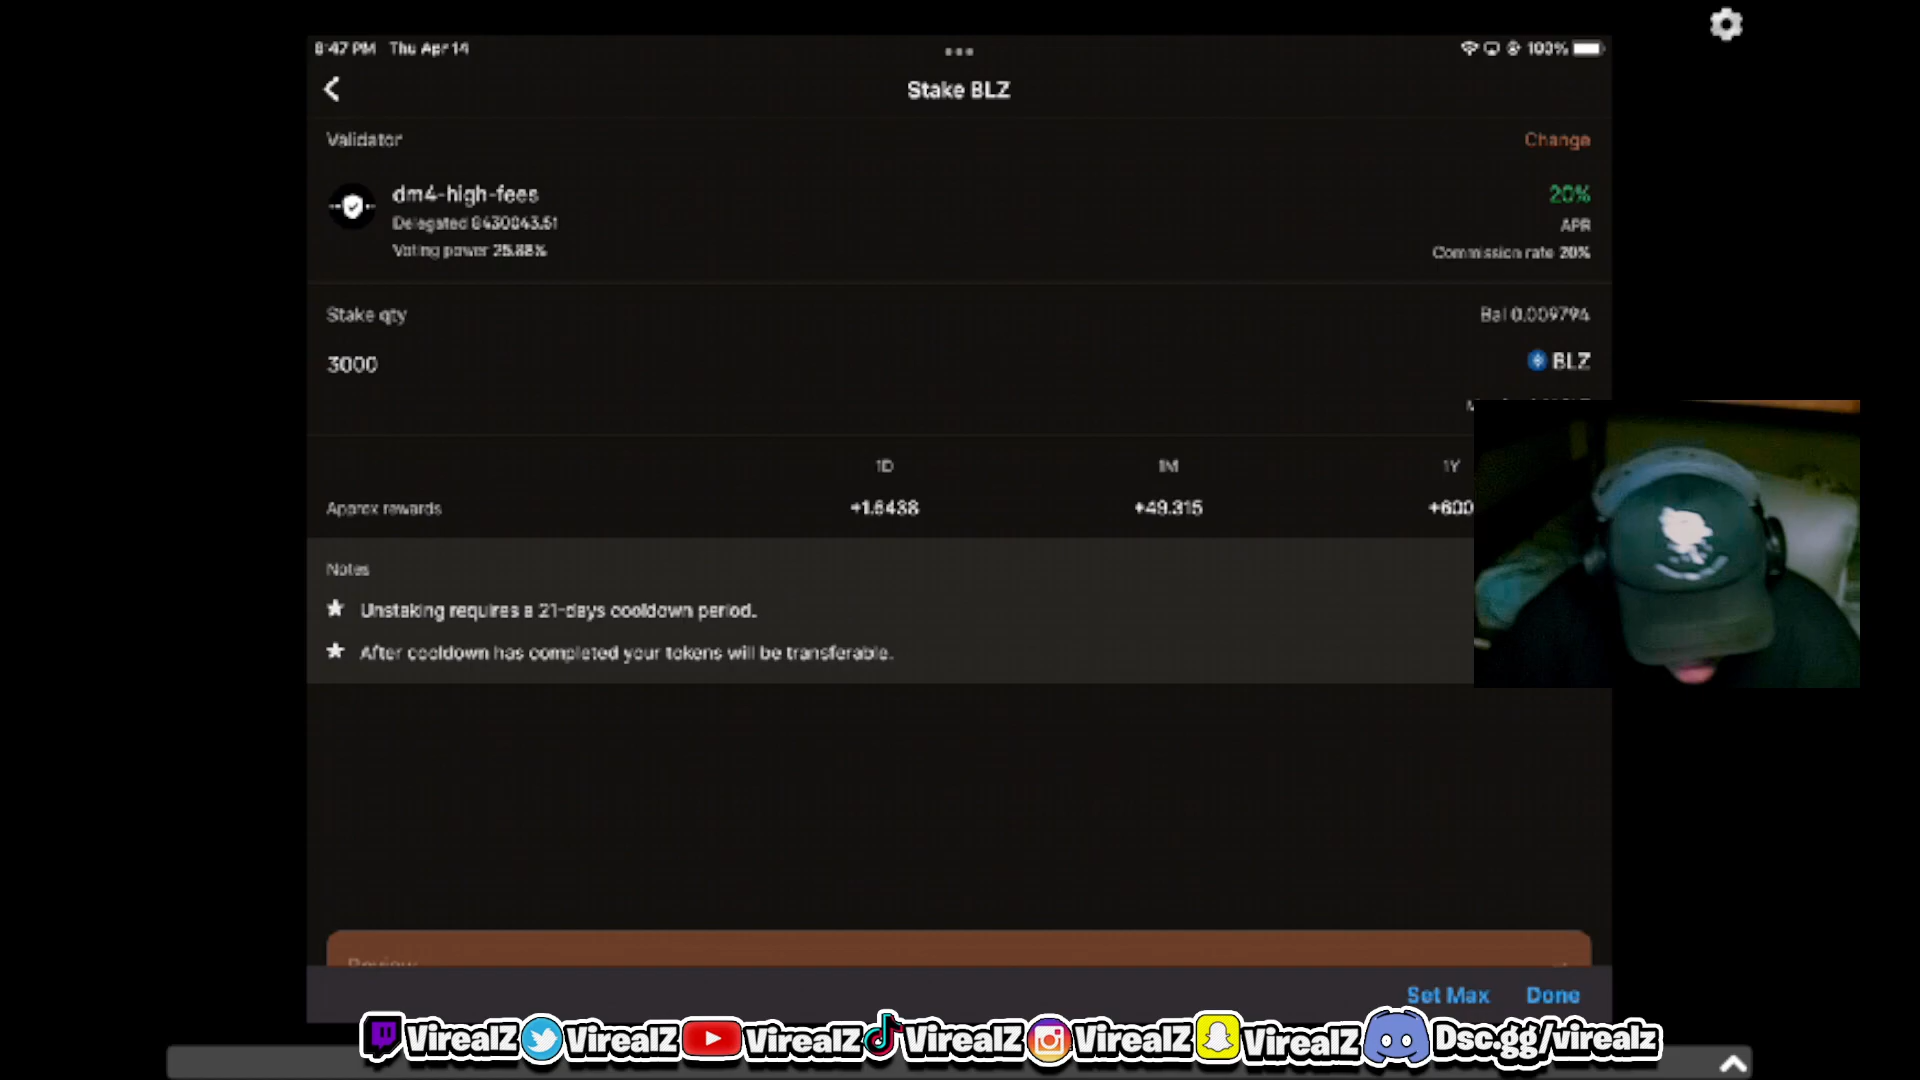 8:47 PM Thu Apr 14
100%
Stake BLZ
Validator
Change
dm4-high-fees
20%
Delegated 8430043.51
APR
Voting power 25.88%
Commission rate 20%
Stake qty
Bal 0.009794
3000
BLZ
1D 1M 1Y
Approx rewards +1.6438 +49.315 +600
Notes
★ Unstaking requires a 21-days cooldown period.
★ After cooldown has completed your tokens will be transferable.
Review
Set Max Done
VirealZ VirealZ VirealZ VirealZ VirealZ VirealZ Dsc.gg/virealz